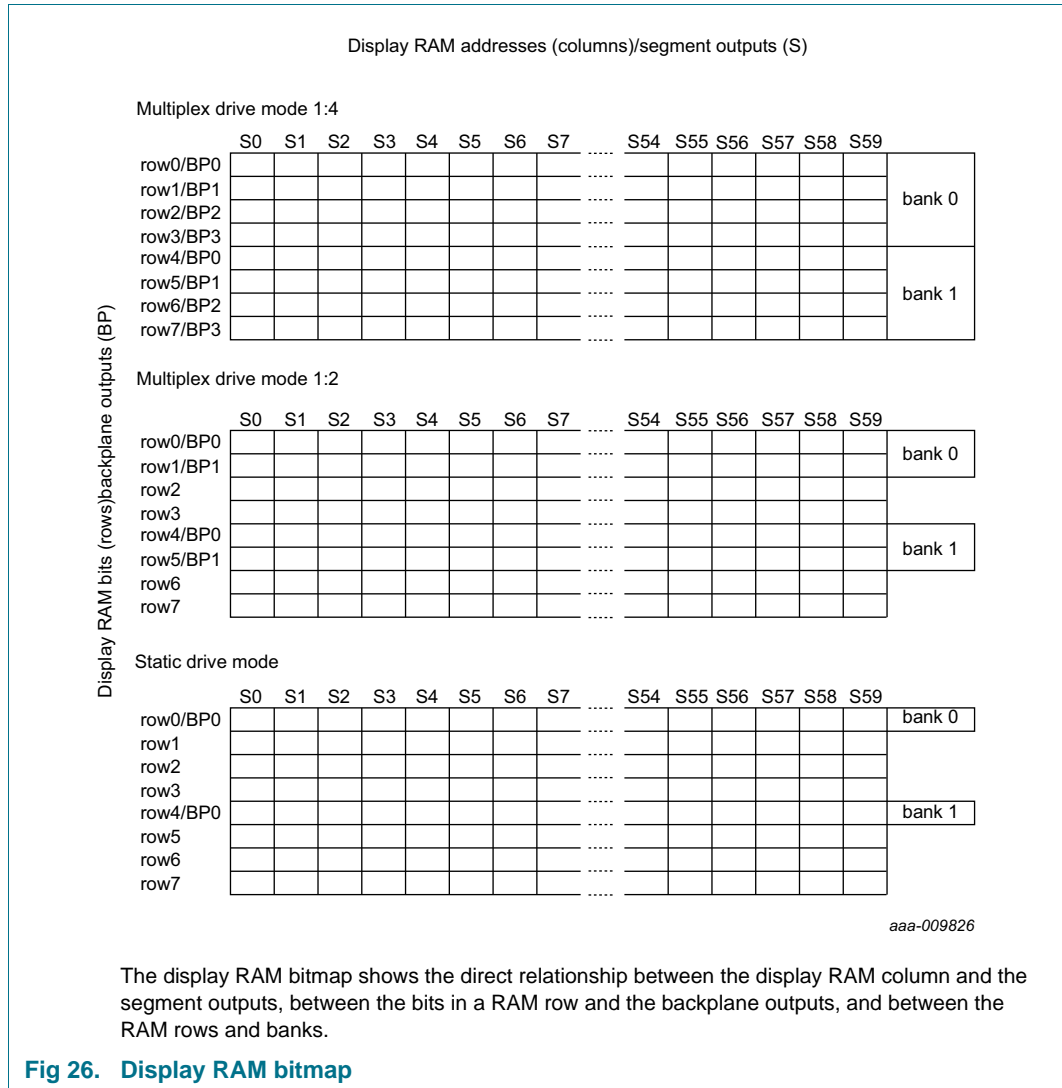 Display RAM addresses (columns)/segment outputs (S)
Display RAM bits (rows)backplane outputs (BP)
Multiplex drive mode 1:4
S0 S1 S2 S3 S4 S5 S6 S7 ..... S54 S55 S56 S57 S58 S59
row0/BP0
row1/BP1
row2/BP2
row3/BP3
bank 0
row4/BP0
row5/BP1
row6/BP2
row7/BP3
bank 1
Multiplex drive mode 1:2
S0 S1 S2 S3 S4 S5 S6 S7 ..... S54 S55 S56 S57 S58 S59
row0/BP0
row1/BP1
bank 0
row2
row3
row4/BP0
row5/BP1
bank 1
row6
row7
Static drive mode
S0 S1 S2 S3 S4 S5 S6 S7 ..... S54 S55 S56 S57 S58 S59
row0/BP0 bank 0
row1
row2
row3
row4/BP0 bank 1
row5
row6
row7
aaa-009826
The display RAM bitmap shows the direct relationship between the display RAM column and the
segment outputs, between the bits in a RAM row and the backplane outputs, and between the
RAM rows and banks.
Fig 26. Display RAM bitmap